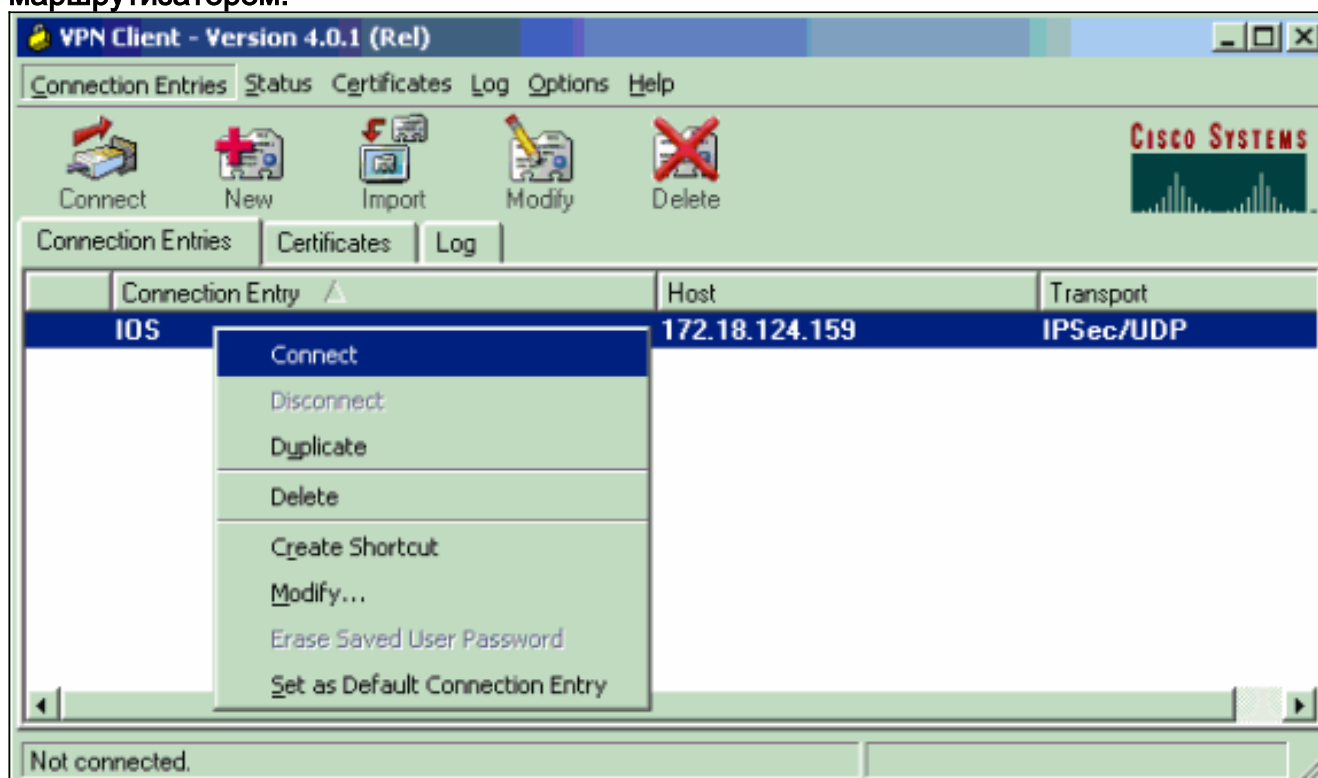 маршрутизатором.
VPN Client - Version 4.0.1 (Rel)
Connection Entries Status Certificates Log Options Help
Connect New Import Modify Delete
CISCO SYSTEMS
Connection Entries Certificates Log
Connection Entry Host Transport
IOS 172.18.124.159 IPSec/UDP
Connect
Disconnect
Duplicate
Delete
Create Shortcut
Modify...
Erase Saved User Password
Set as Default Connection Entry
Not connected.